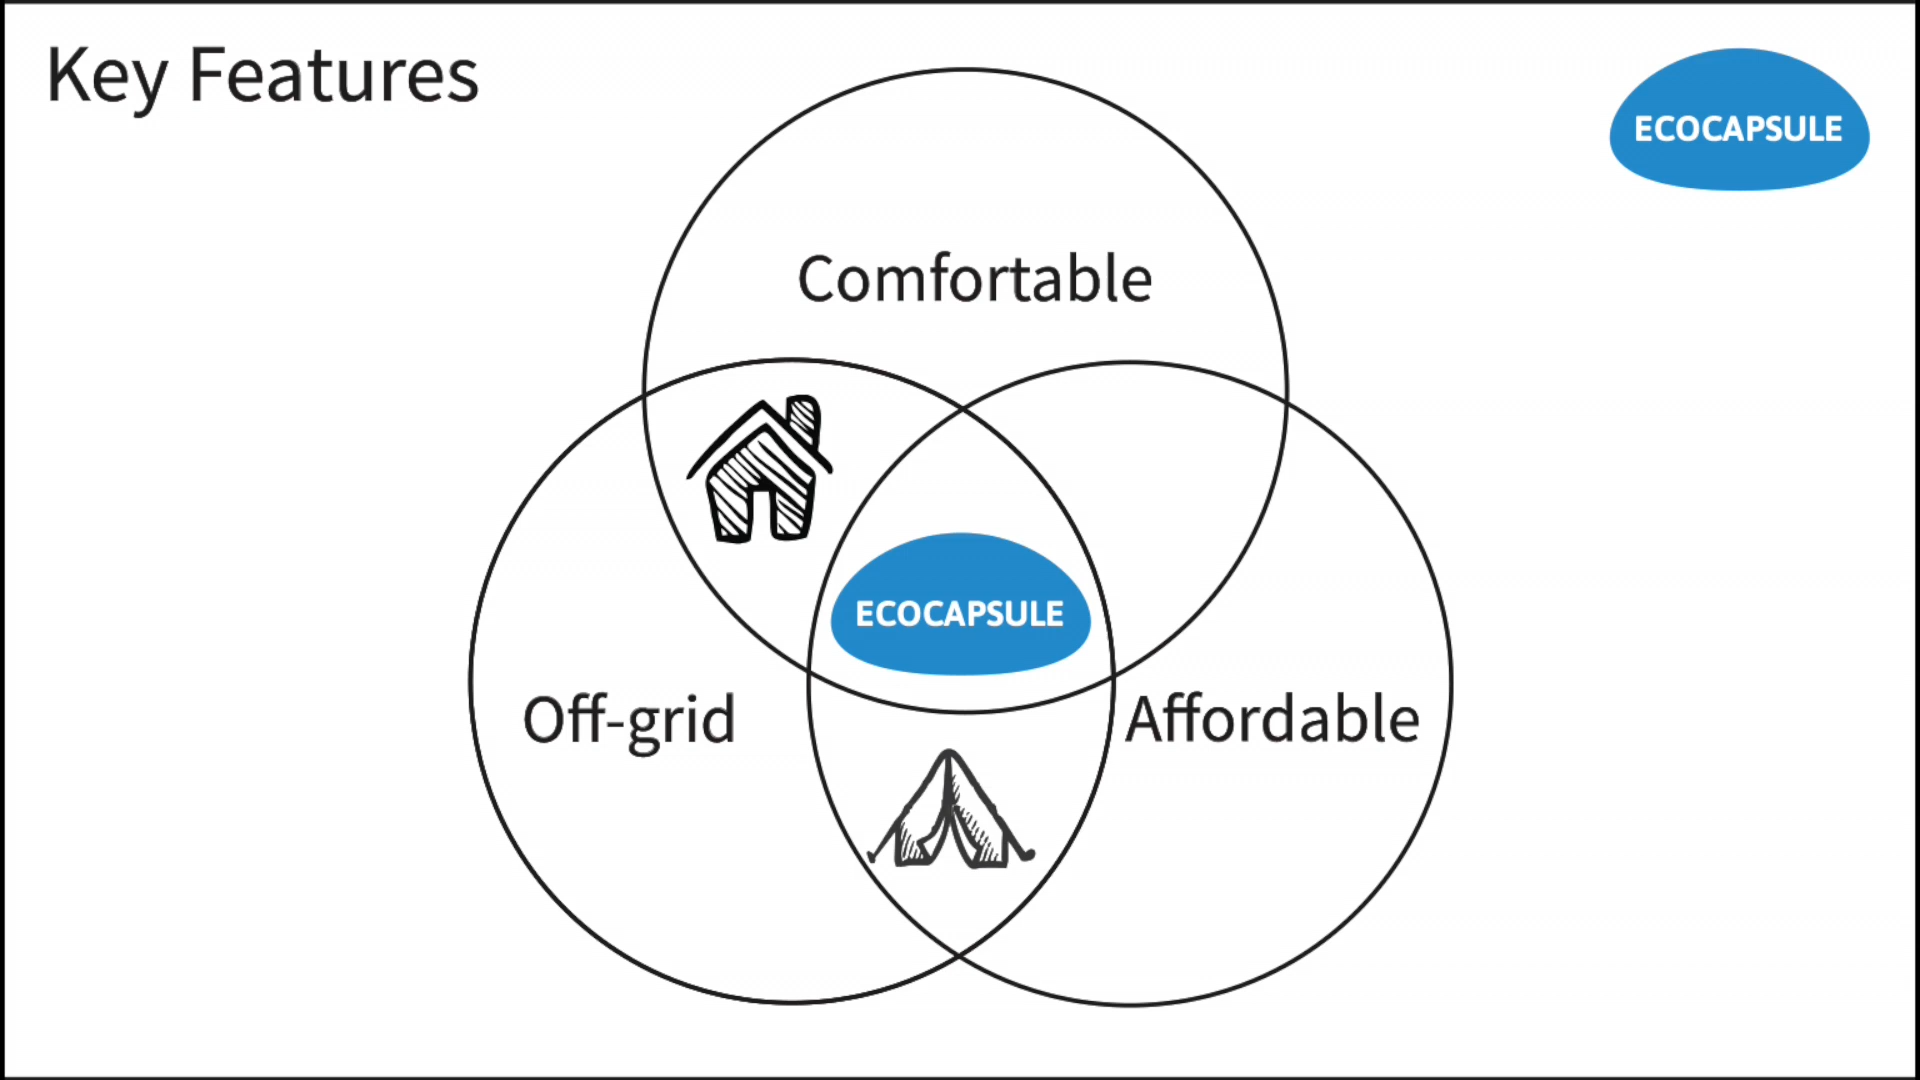 Key Features
ECOCAPSULE
Comfortable
ECOCAPSULE
Off-grid
Affordable